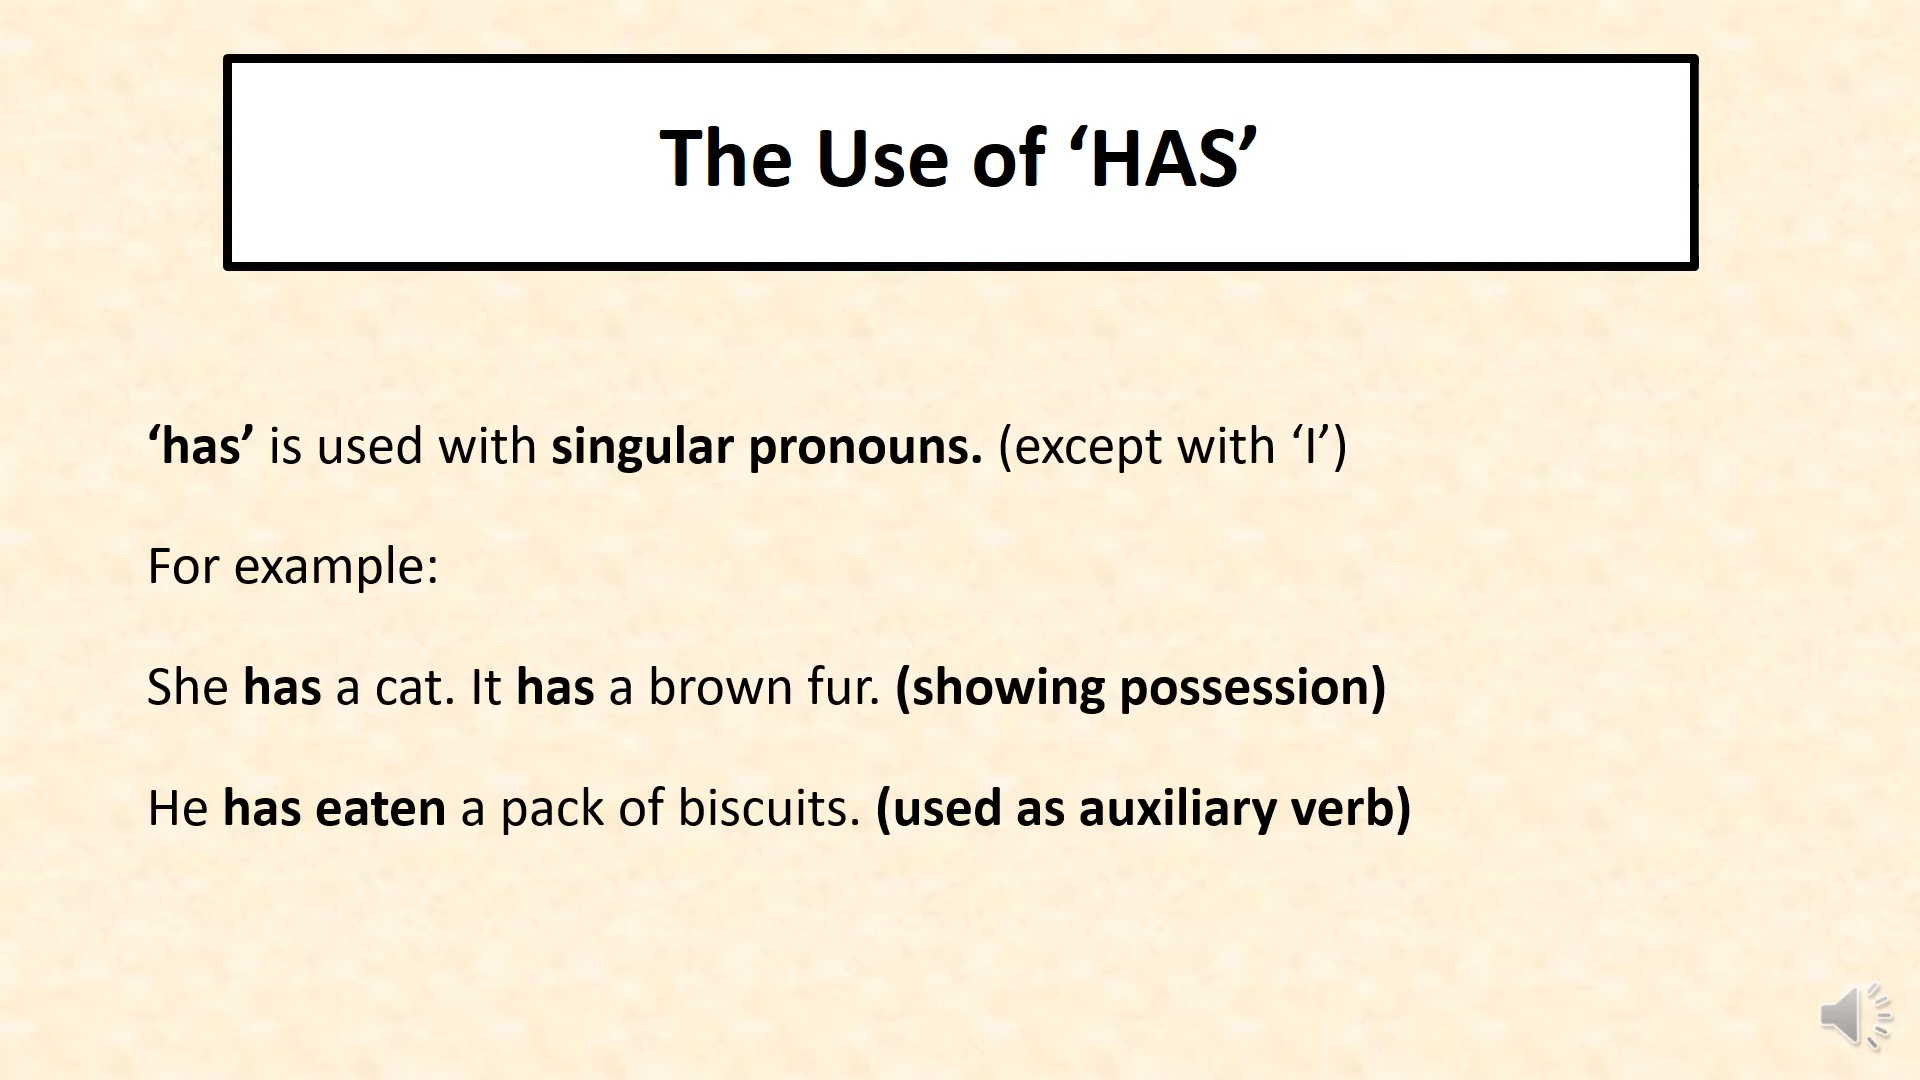 The Use of ‘HAS’
‘has’ is used with singular pronouns. (except with ‘I’)
For example:
She has a cat. It has a brown fur. (showing possession)
He has eaten a pack of biscuits. (used as auxiliary verb)